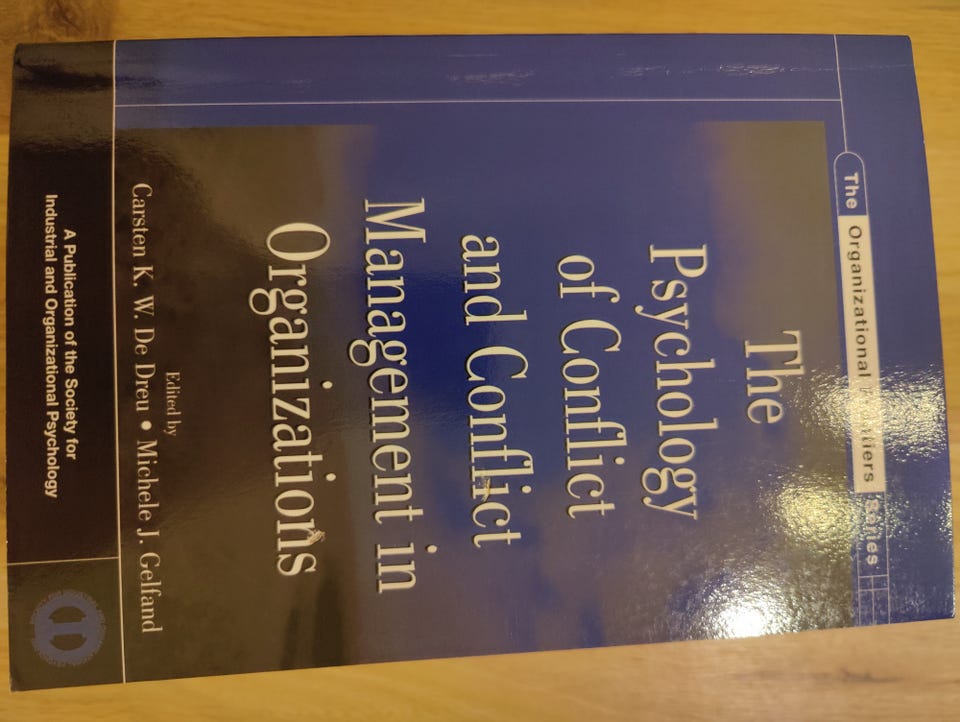 The Organizational Frontiers Series
The
Psychology
of Conflict
and Conflict
Management in
Organizations
Edited by
Carsten K. W. De Dreu • Michele J. Gelfand
A Publication of the Society for
Industrial and Organizational Psychology